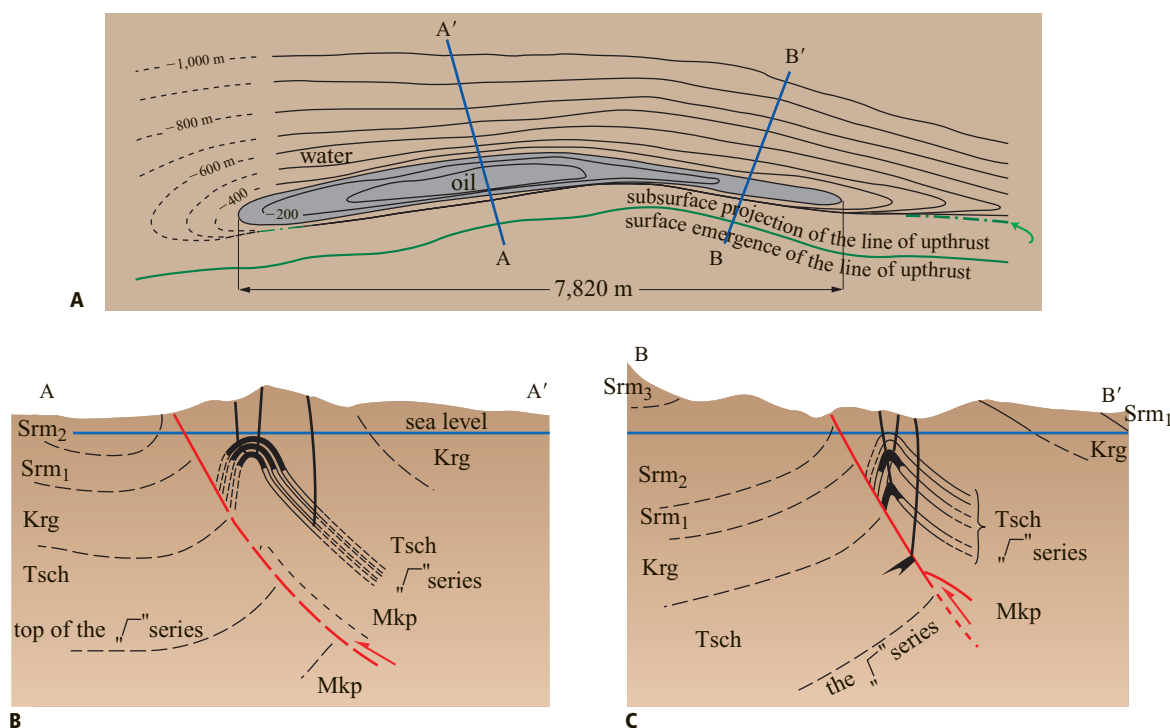 A′
B′
−1,000 m
−800 m
−600 m
−400
−200
water
oil
subsurface projection of the line of upthrust
surface emergence of the line of upthrust
A
B
7,820 m
A
A
A′
sea level
Srm2
Srm1
Krg
Krg
Tsch
Tsch
„Г" series
top of the „Г" series
Mkp
Mkp
B
B
B′
Srm3
Srm1
Krg
Srm2
Srm1
Krg
Tsch
„Г" series
Mkp
Tsch
the „Г" series
C